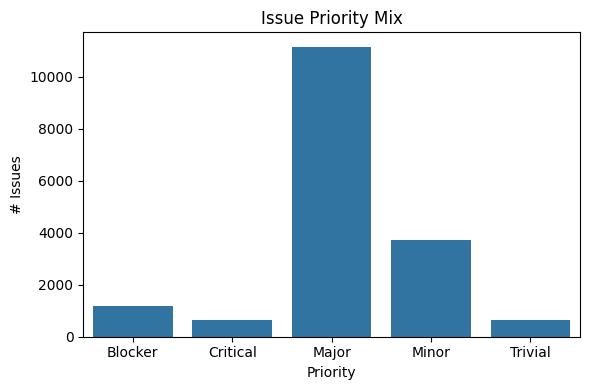 Issue Priority Mix
# Issues
10000
8000
6000
4000
2000
0
Blocker Critical Major Minor Trivial
Priority